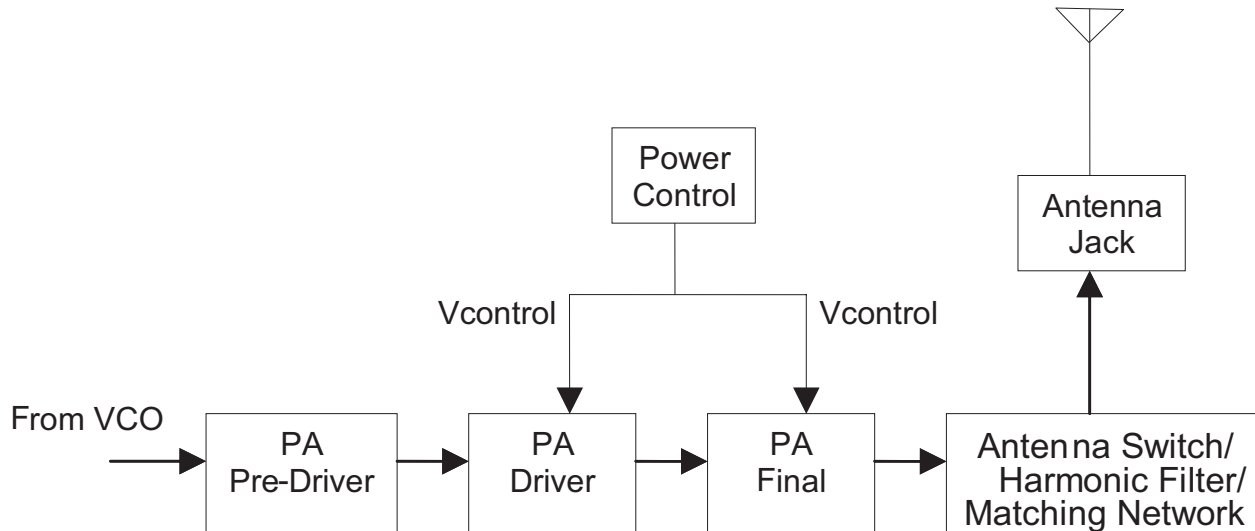 Power
Control
Antenna
Jack
Vcontrol
Vcontrol
From VCO
PA
Pre-Driver
PA
Driver
PA
Final
Antenna Switch/
Harmonic Filter/
Matching Network